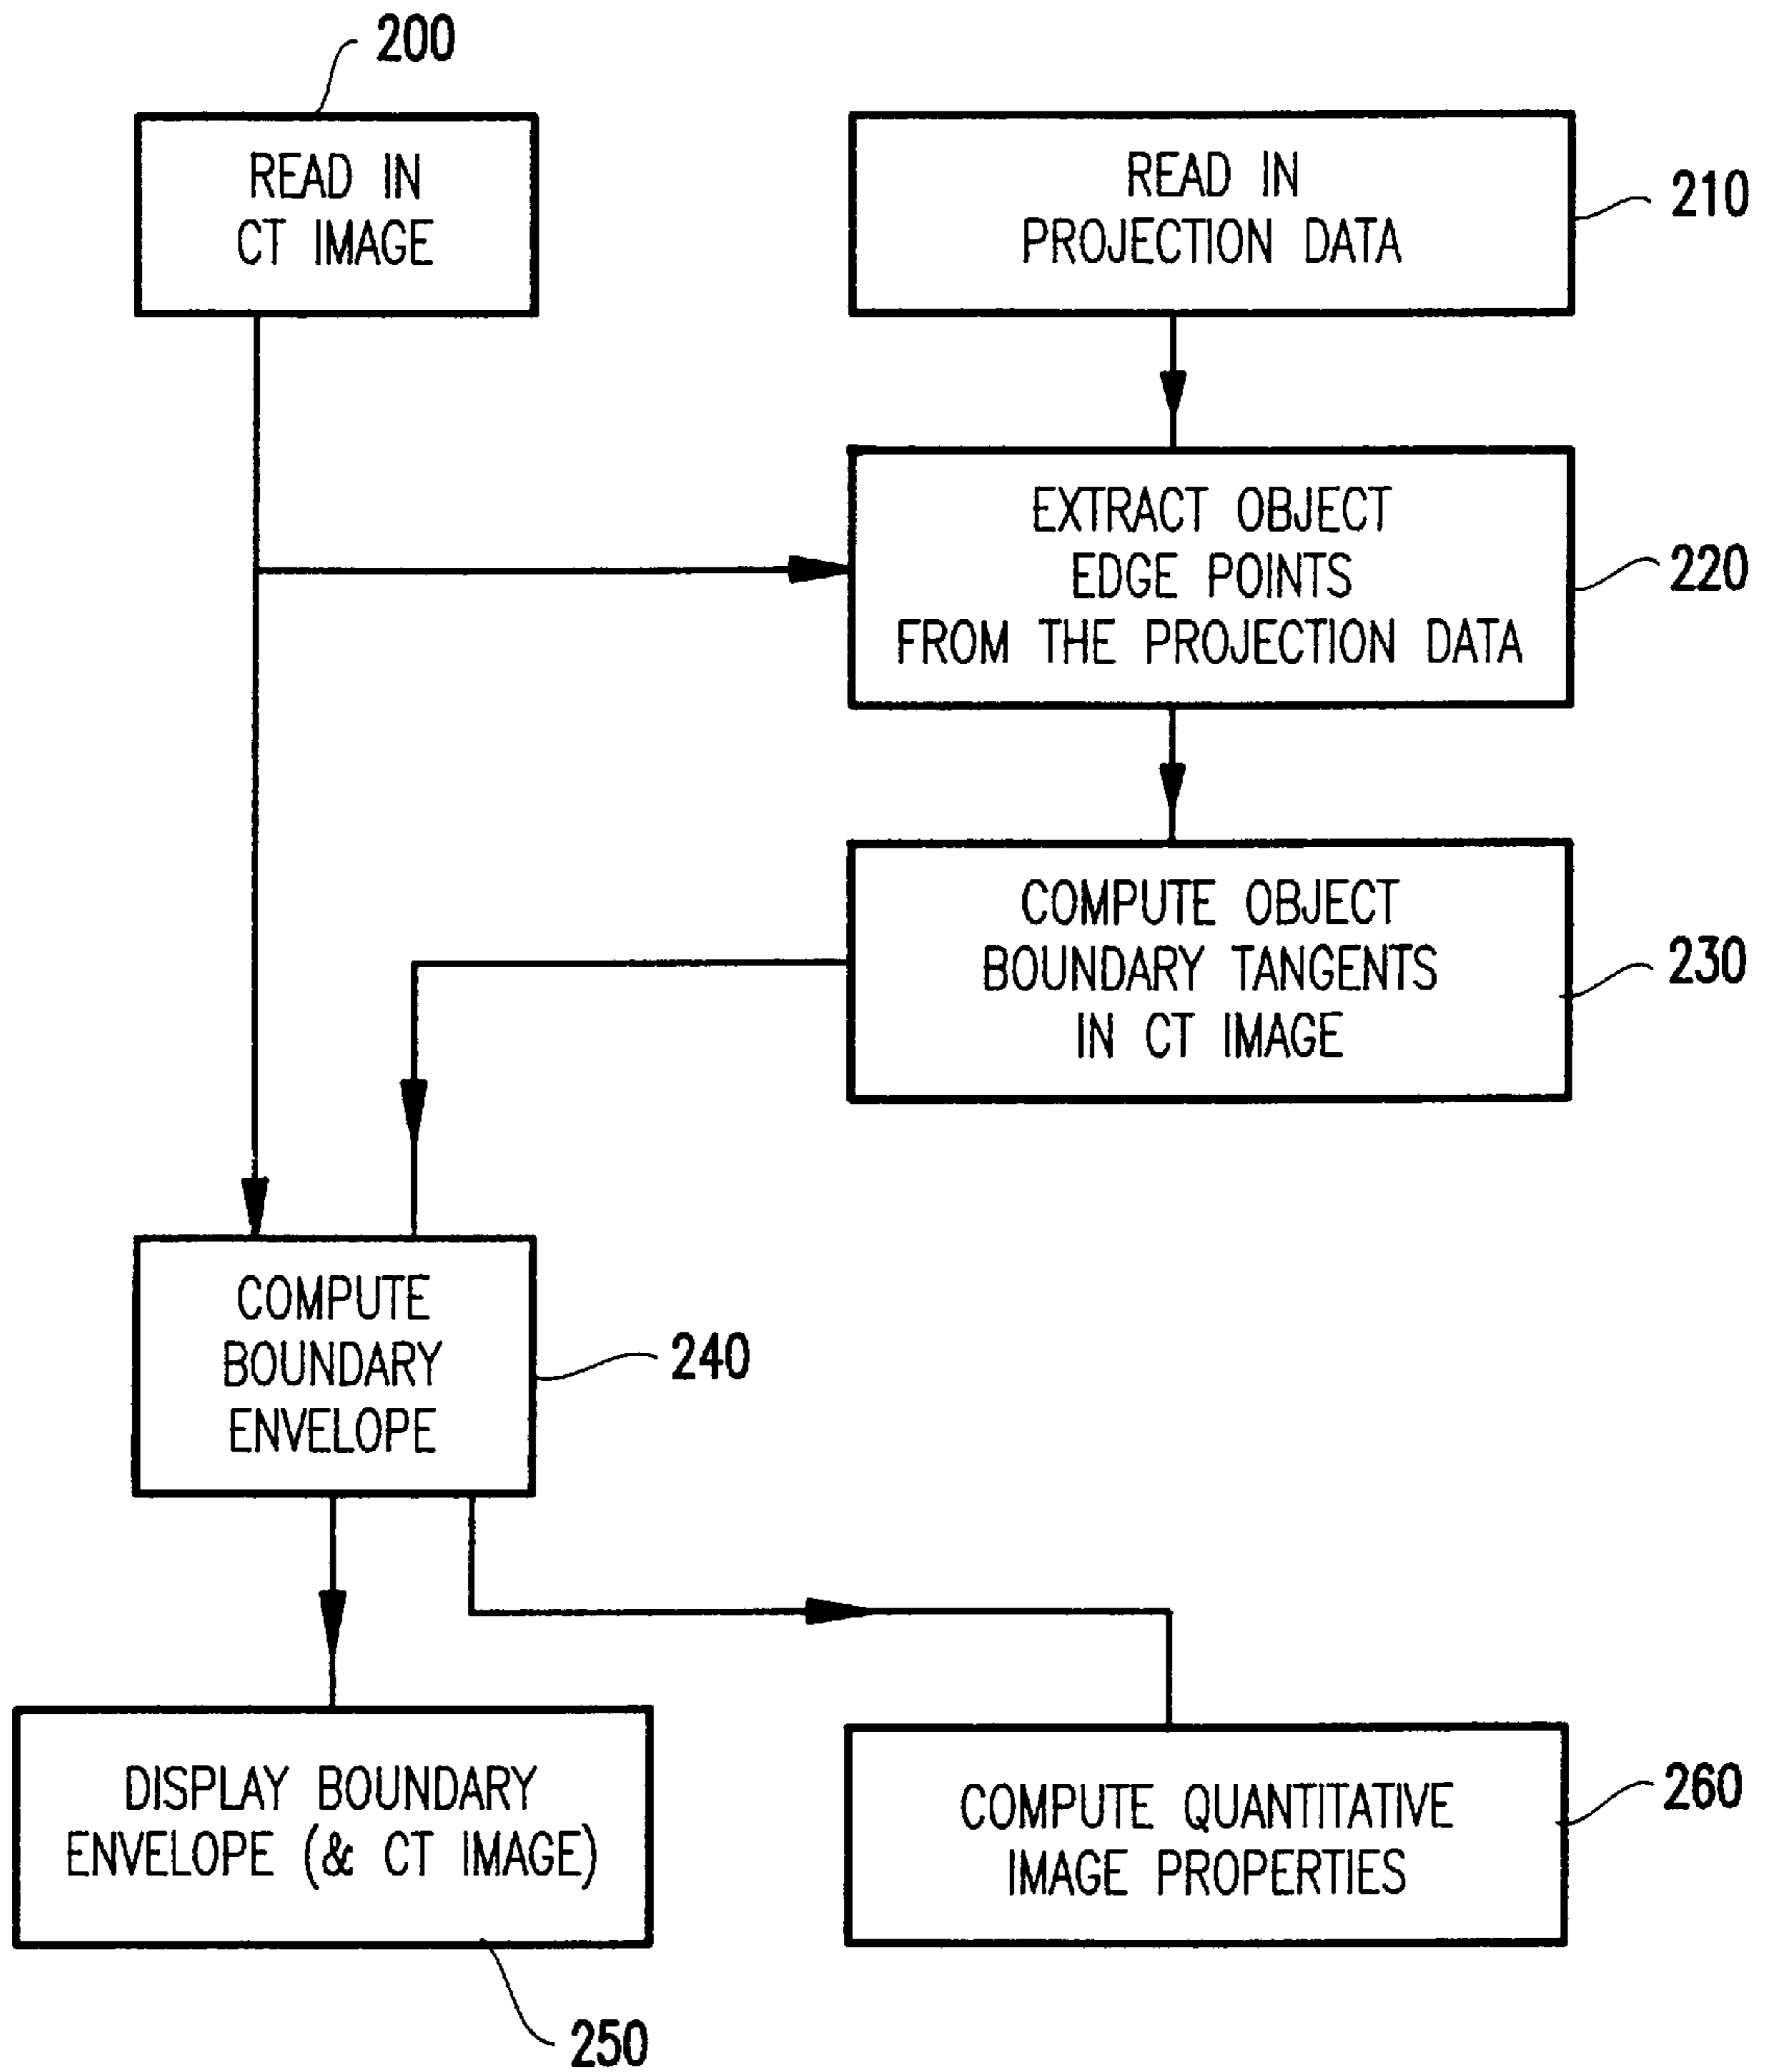 200
READ IN
CT IMAGE
READ IN
PROJECTION DATA
210
EXTRACT OBJECT
EDGE POINTS
FROM THE PROJECTION DATA
220
COMPUTE OBJECT
BOUNDARY TANGENTS
IN CT IMAGE
230
COMPUTE
BOUNDARY
ENVELOPE
240
DISPLAY BOUNDARY
ENVELOPE (& CT IMAGE)
250
COMPUTE QUANTITATIVE
IMAGE PROPERTIES
260